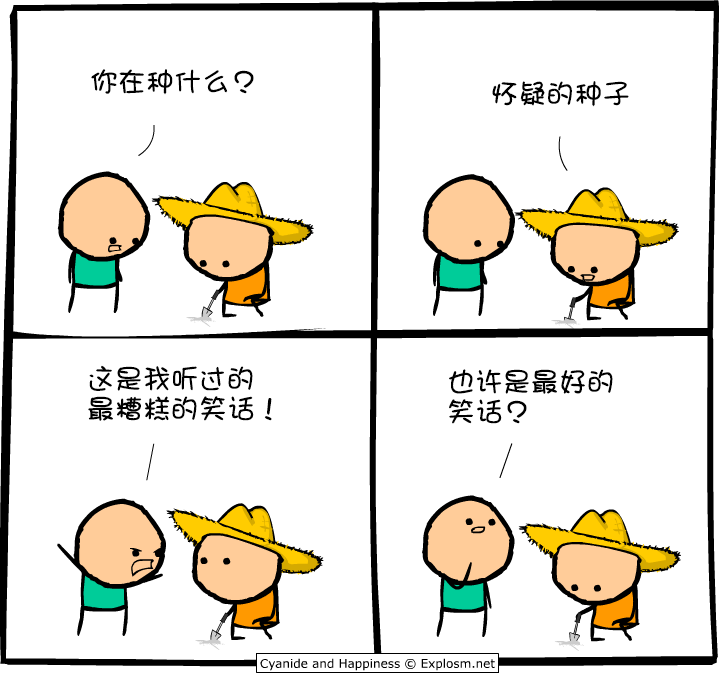 你在种什么？
怀疑的种子
这是我听过的
最糟糕的笑话！
也许是最好的
笑话？
Cyanide and Happiness © Explosm.net